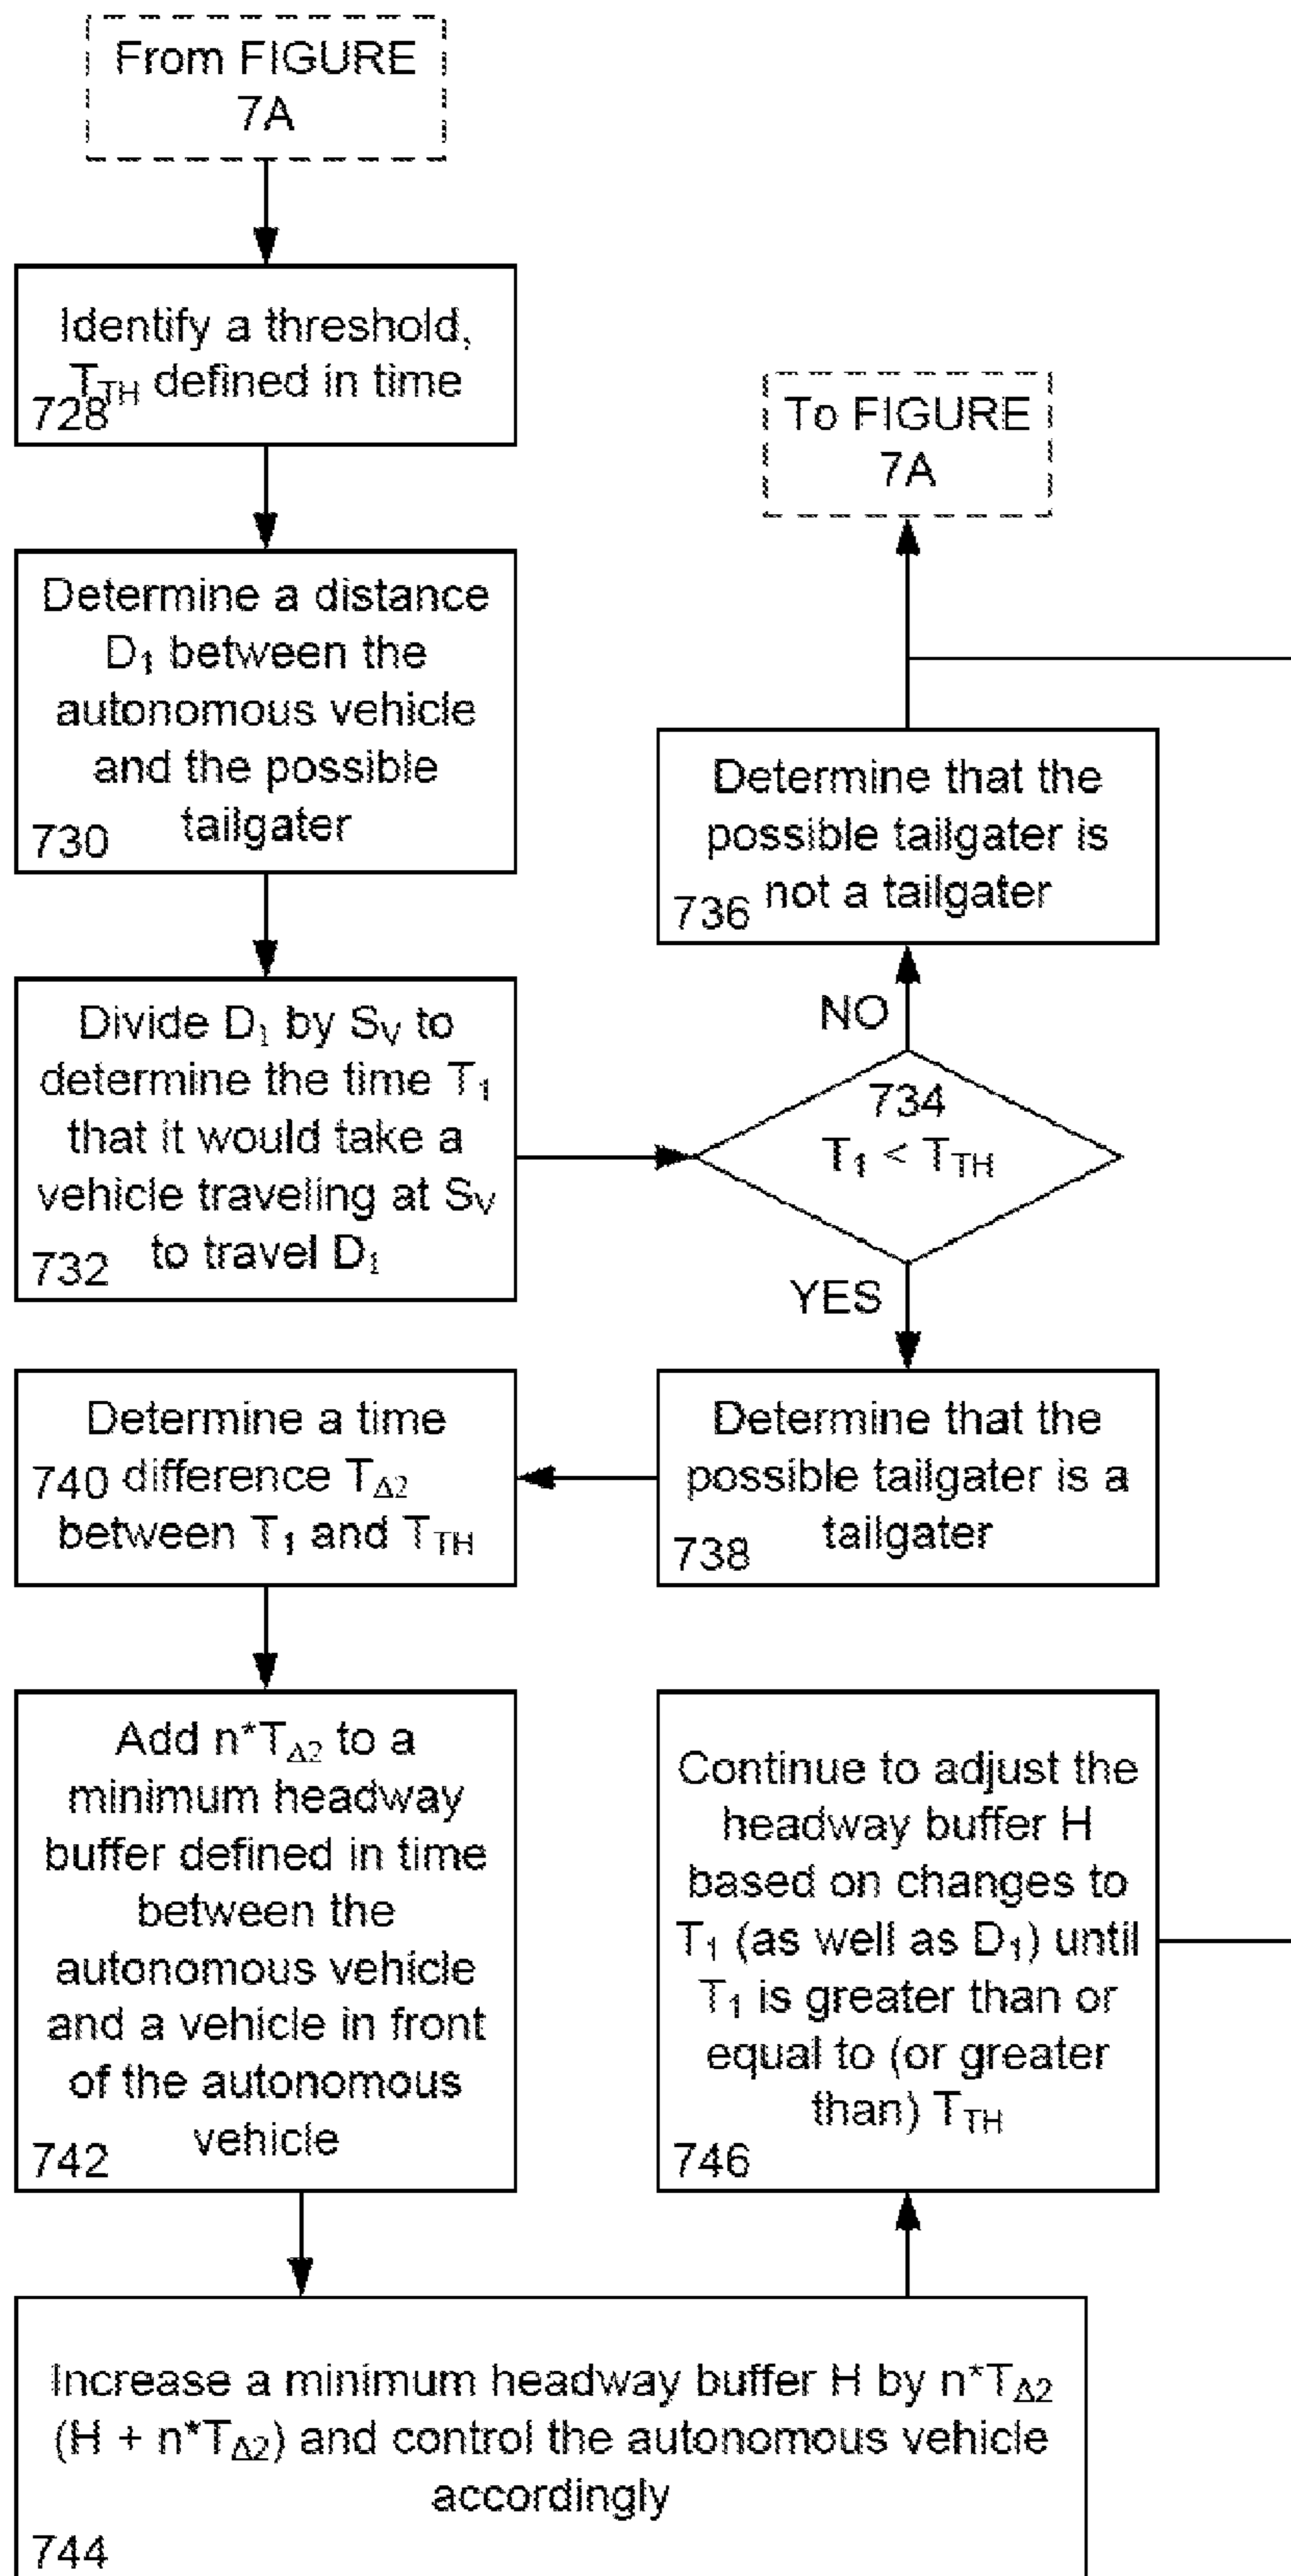 From FIGURE
7A
Identify a threshold,
T_TH defined in time
728
Determine a distance
D₁ between the
autonomous vehicle
and the possible
tailgater
730
Divide D₁ by S_V to
determine the time T₁
that it would take a
vehicle traveling at S_V
to travel D₁
732
To FIGURE
7A
Determine that the
possible tailgater is
not a tailgater
736
NO
734
T₁ < T_TH
YES
Determine that the
possible tailgater is a
tailgater
738
Determine a time
740 difference T_Δ2
between T₁ and T_TH
Add n*T_Δ2 to a
minimum headway
buffer defined in time
between the
autonomous vehicle
and a vehicle in front
of the autonomous
vehicle
742
Increase a minimum headway buffer H by n*T_Δ2
(H + n*T_Δ2) and control the autonomous vehicle
accordingly
744
Continue to adjust the
headway buffer H
based on changes to
T₁ (as well as D₁) until
T₁ is greater than or
equal to (or greater
than) T_TH
746